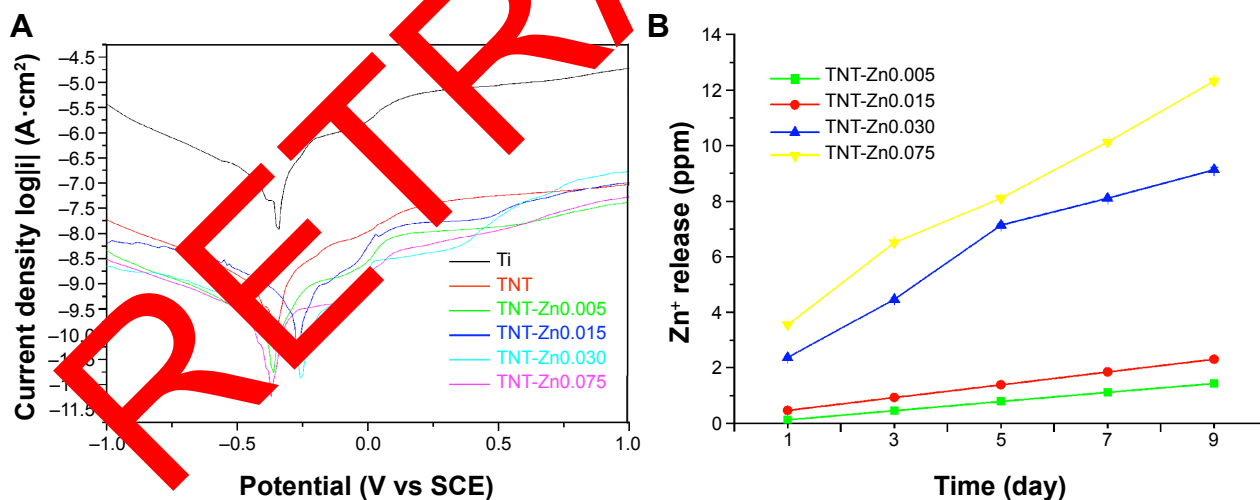 A
Current density log|i| (A·cm²)
–4.5
–5.0
–5.5
–6.0
–6.5
–7.0
–7.5
–8.0
–8.5
–9.0
–9.5
–10.0
–11.5
–1.0
–0.5
0.0
0.5
1.0
Potential (V vs SCE)
Ti
TNT
TNT-Zn0.005
TNT-Zn0.015
TNT-Zn0.030
TNT-Zn0.075
RETRA
B
Zn⁺ release (ppm)
14
12
10
8
6
4
2
0
1
3
5
7
9
Time (day)
TNT-Zn0.005
TNT-Zn0.015
TNT-Zn0.030
TNT-Zn0.075